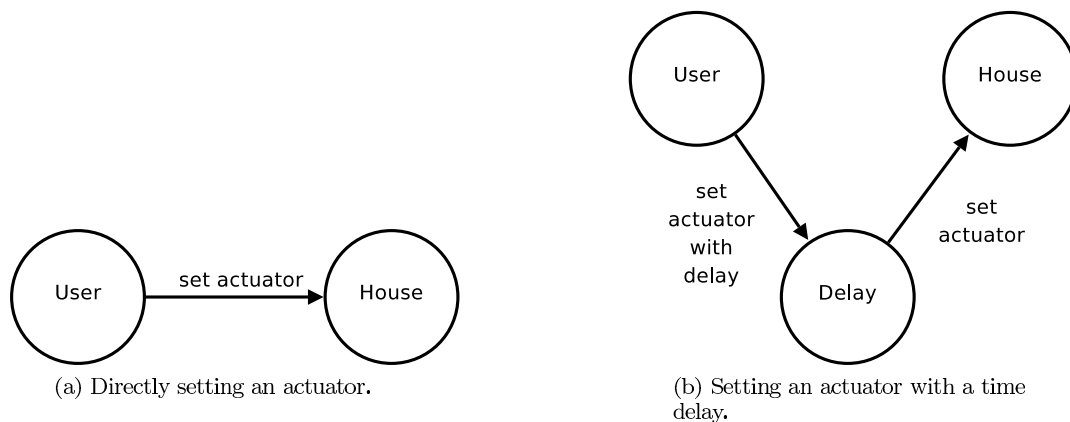 User
set actuator
House
(a) Directly setting an actuator.
User
House
set
actuator
with
delay
set
actuator
Delay
(b) Setting an actuator with a time
delay.